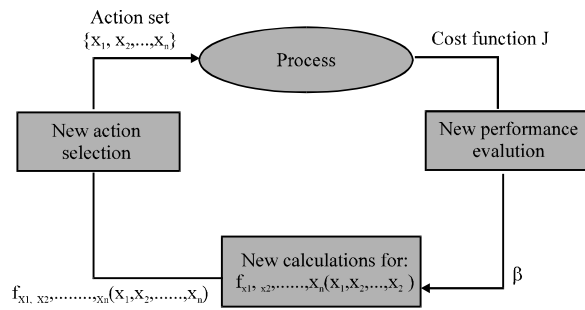 Action set
{x₁, x₂,...,xₙ}
Process
Cost function J
New action
selection
New performance
evalution
New calculations for:
fₓ₁, ₓ₂,......,xₙ(x₁,x₂,...,x₂ )
β
f_X1, X2,........,Xn(x₁,x₂,......,xₙ)